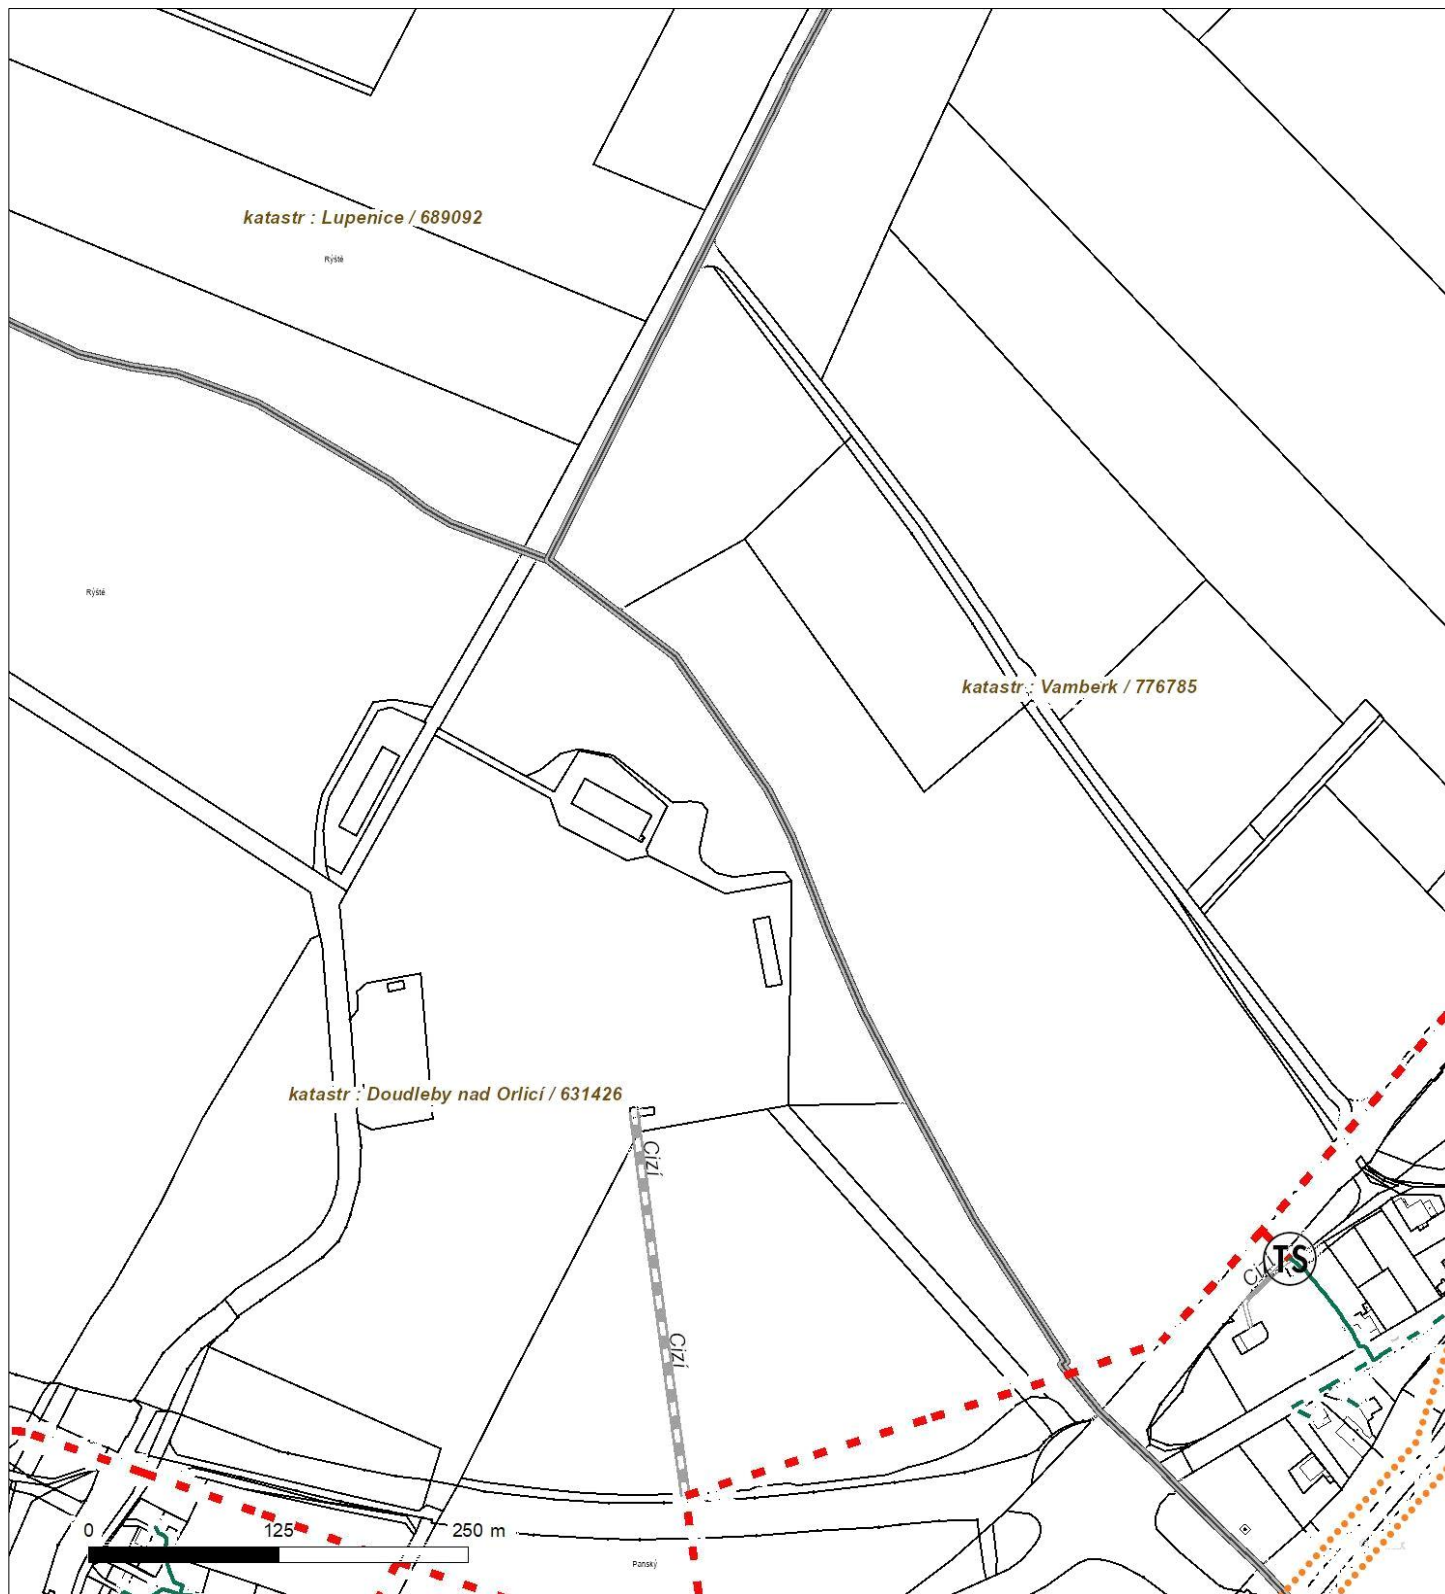 katastr : Lupenice / 689092
Rýště
Rýště
katastr : Vamberk / 776785
katastr : Doudleby nad Orlicí / 631426
Cizí
TS
Cizí
0 125 250 m
Panský